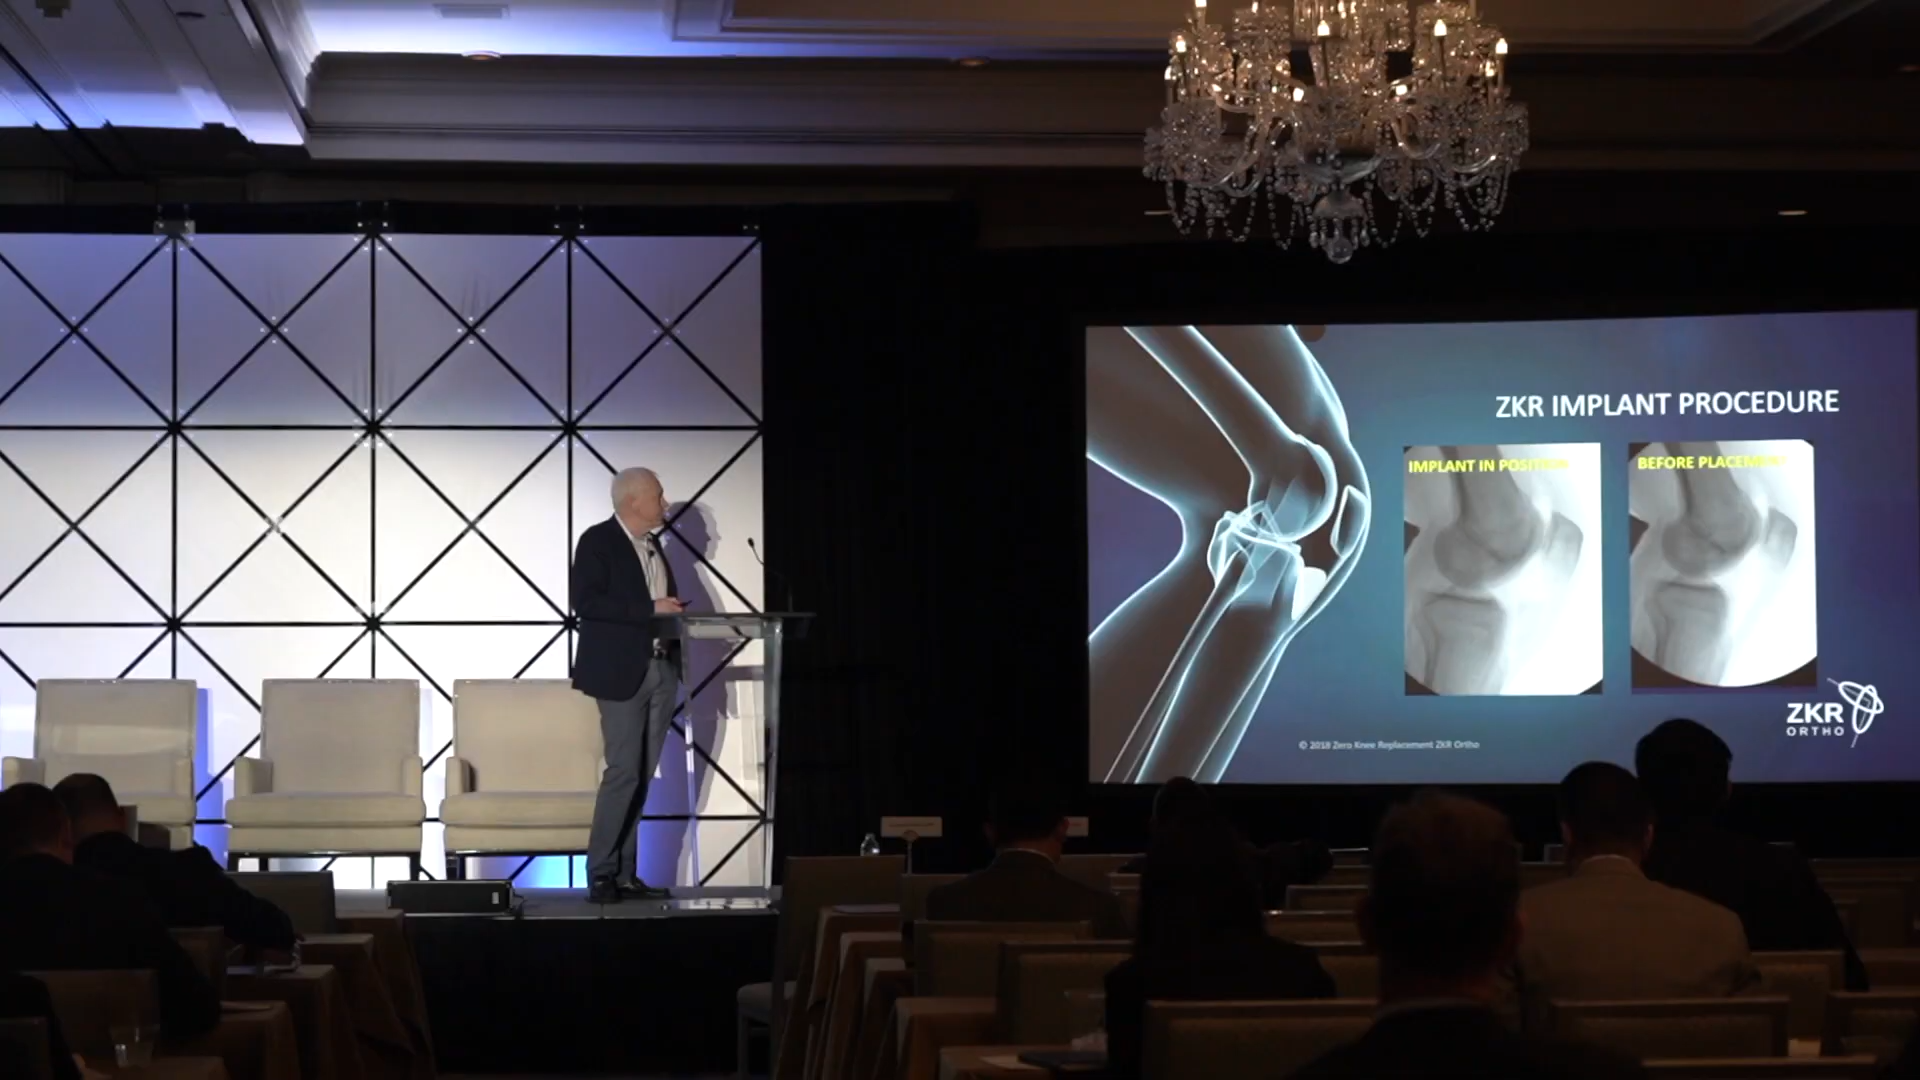 ZKR IMPLANT PROCEDURE
IMPLANT IN POSITION
BEFORE PLACEMENT
ZKR
ORTHO
© 2018 Zero Knee Replacement ZKR Ortho